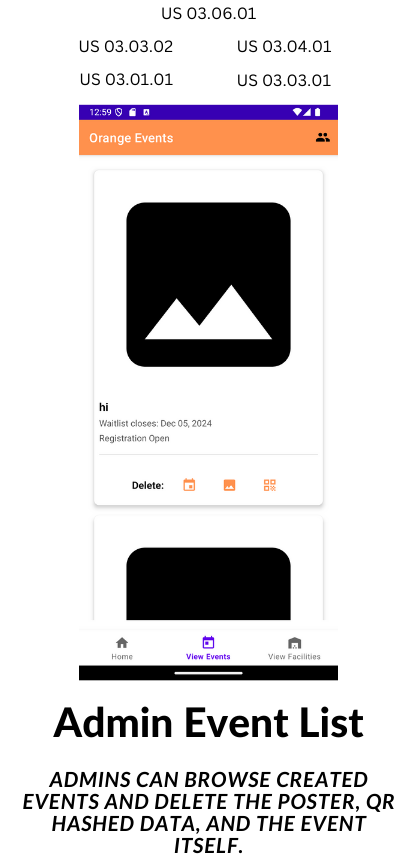 US 03.06.01
US 03.03.02 US 03.04.01
US 03.01.01 US 03.03.01
12:59
Orange Events
hi
Waitlist closes: Dec 05, 2024
Registration Open
Delete:
Home View Events View Facilities
Admin Event List
ADMINS CAN BROWSE CREATED
EVENTS AND DELETE THE POSTER, QR
HASHED DATA, AND THE EVENT
ITSELF.